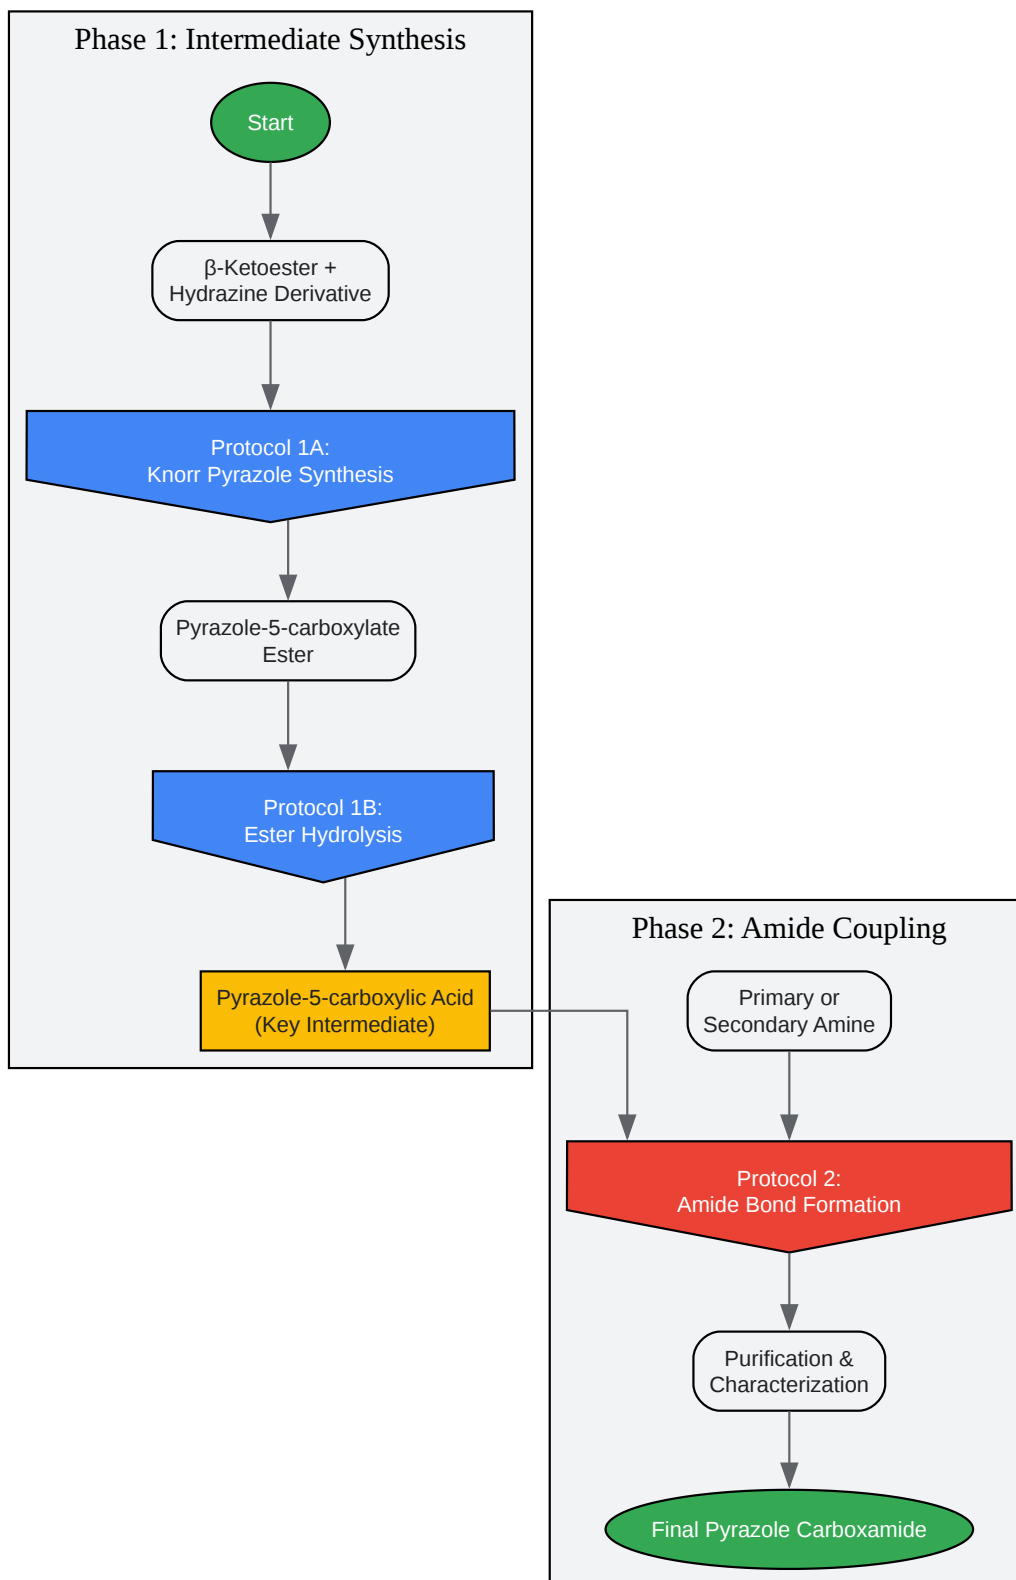 Phase 1: Intermediate Synthesis
Start
β-Ketoester +
Hydrazine Derivative
Protocol 1A:
Knorr Pyrazole Synthesis
Pyrazole-5-carboxylate
Ester
Protocol 1B:
Ester Hydrolysis
Pyrazole-5-carboxylic Acid
(Key Intermediate)
Phase 2: Amide Coupling
Primary or
Secondary Amine
Protocol 2:
Amide Bond Formation
Purification &
Characterization
Final Pyrazole Carboxamide